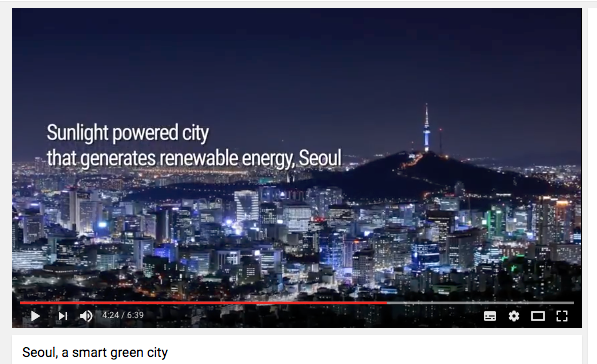 Sunlight powered city
that generates renewable energy, Seoul
4:24 / 6:39
Seoul, a smart green city